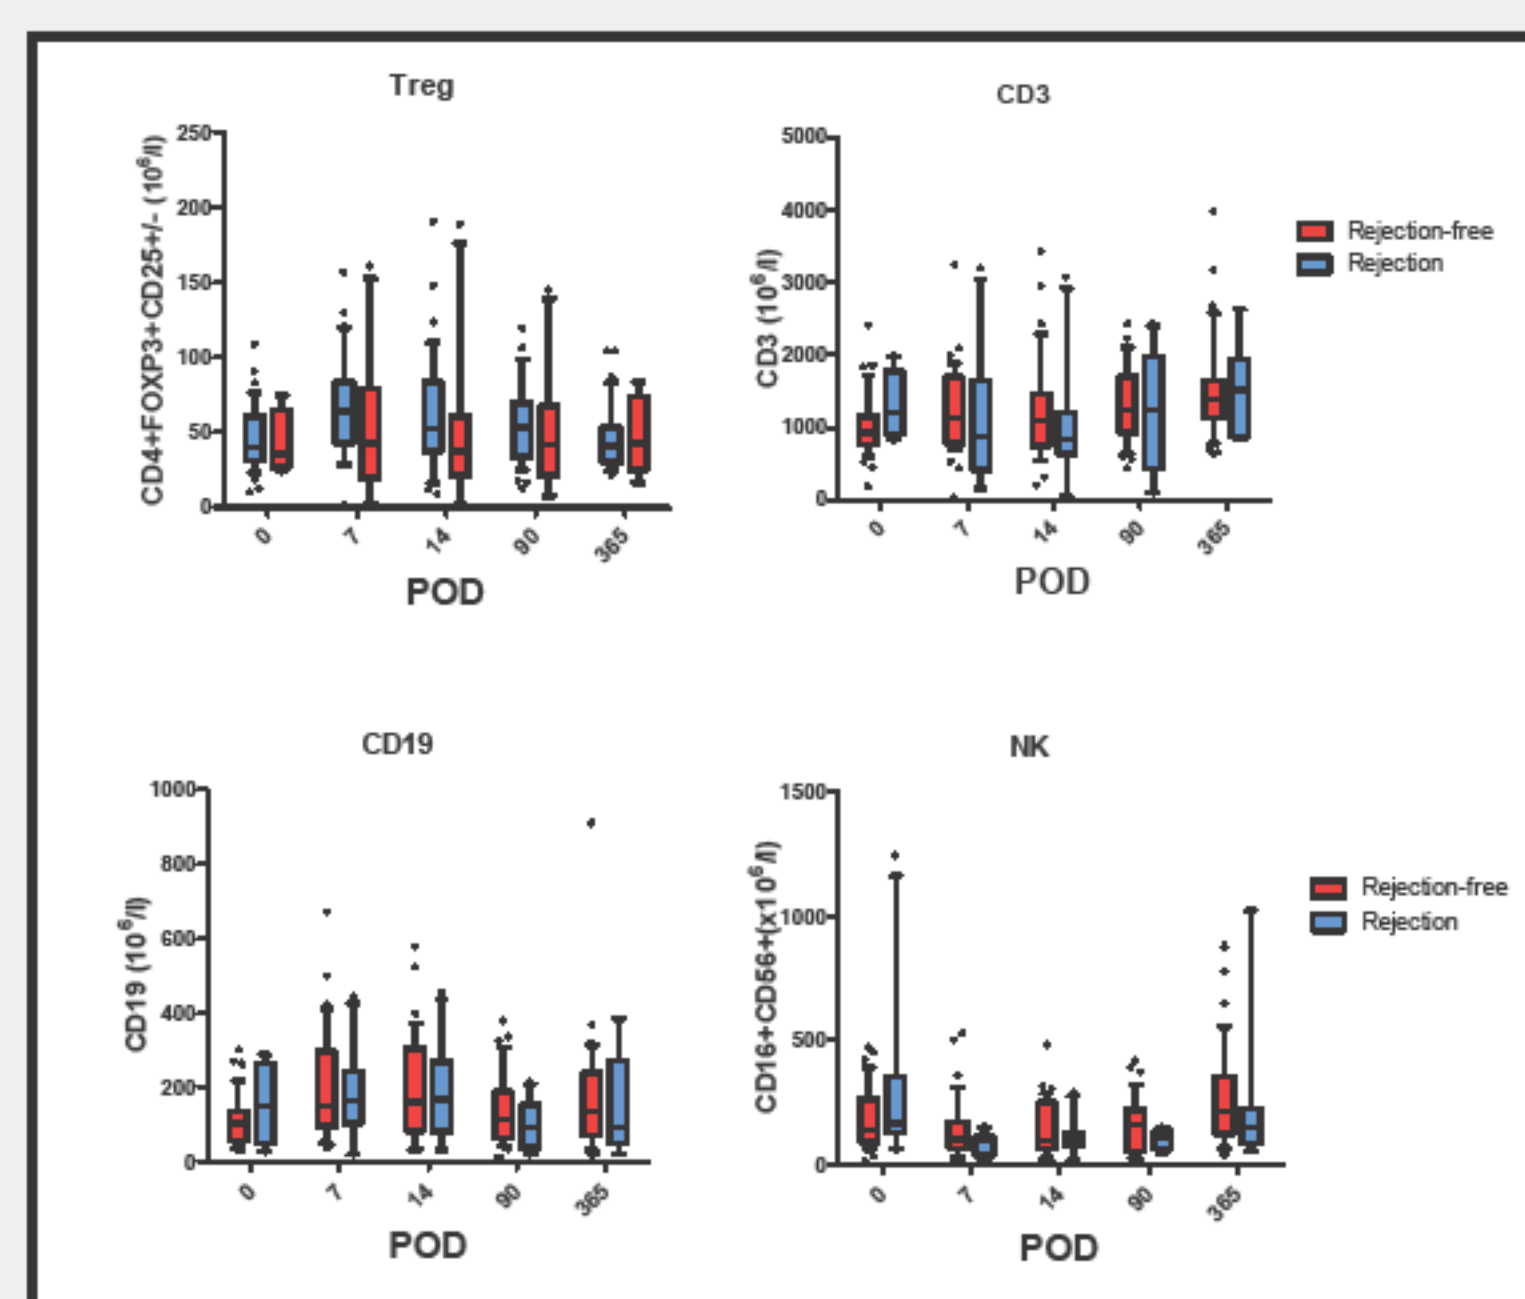 Treg
CD4+FOXP3+CD25+/- (10⁶/l)
250
200
150
100
50
0
0 7 14 90 365
POD
CD3
CD3 (10⁶/l)
5000
4000
3000
2000
1000
0
0 7 14 90 365
POD
Rejection-free
Rejection
CD19
CD19 (10⁶/l)
1000
800
600
400
200
0
0 7 14 90 365
POD
NK
CD16+CD56+(x10⁶/l)
1500
1000
500
0
0 7 14 90 365
POD
Rejection-free
Rejection